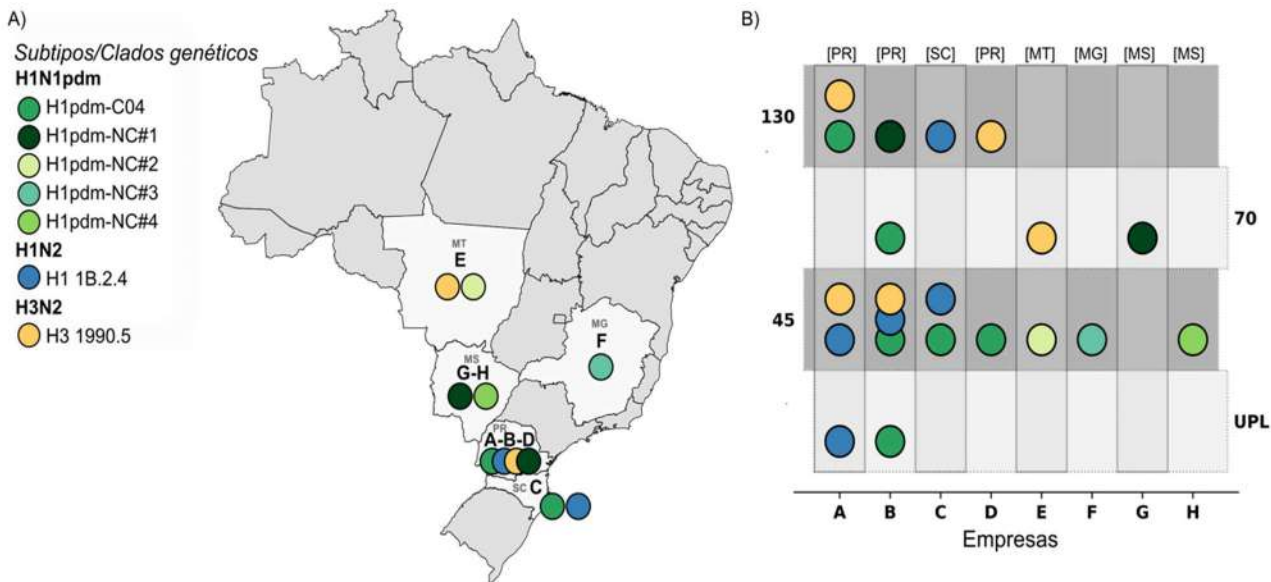 A)
Subtipos/Clados genéticos
H1N1pdm
H1pdm-C04
H1pdm-NC#1
H1pdm-NC#2
H1pdm-NC#3
H1pdm-NC#4
H1N2
H1 1B.2.4
H3N2
H3 1990.5
MT
E
MG
F
MS
G-H
PR
A-B-D
SC C
B)
[PR] [PR] [SC] [PR] [MT] [MG] [MS] [MS]
130
70
45
UPL
A B C D E F G H
Empresas